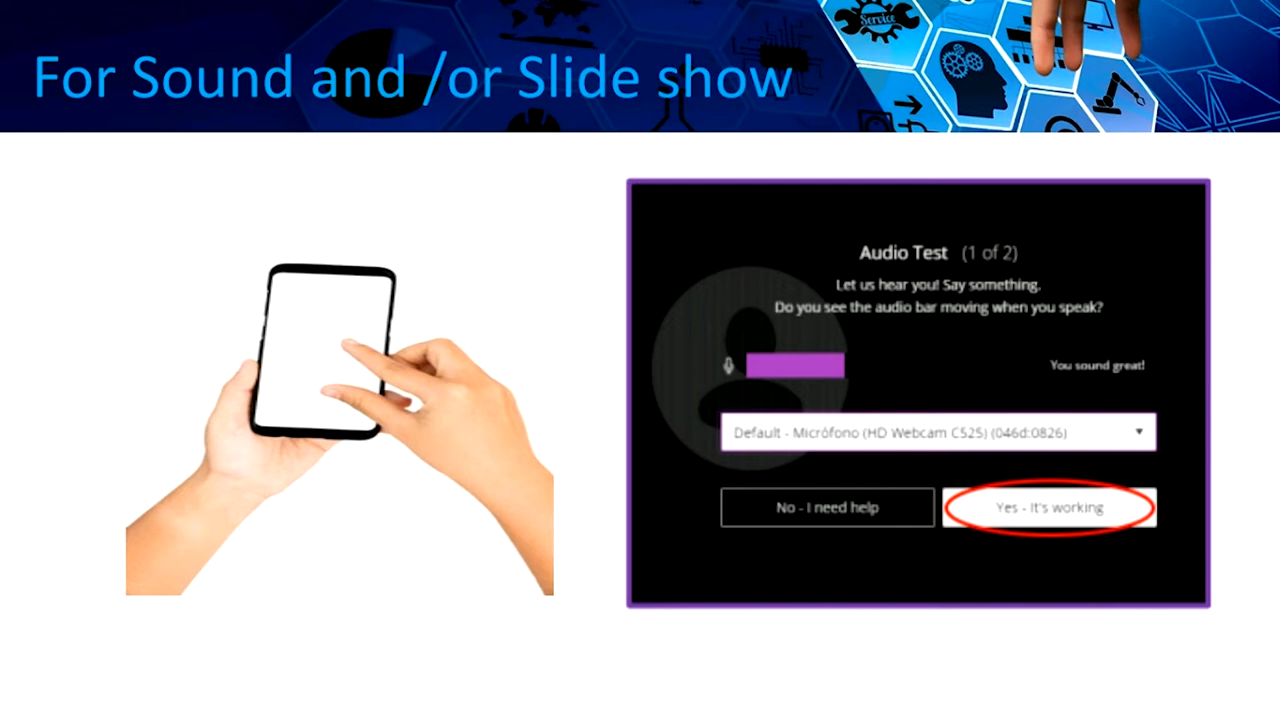 For Sound and /or Slide show
Service
Audio Test (1 of 2)
Let us hear you! Say something.
Do you see the audio bar moving when you speak?
You sound great!
Default - Micrófono (HD Webcam C525) (046d:0826)
No - I need help
Yes - It's working